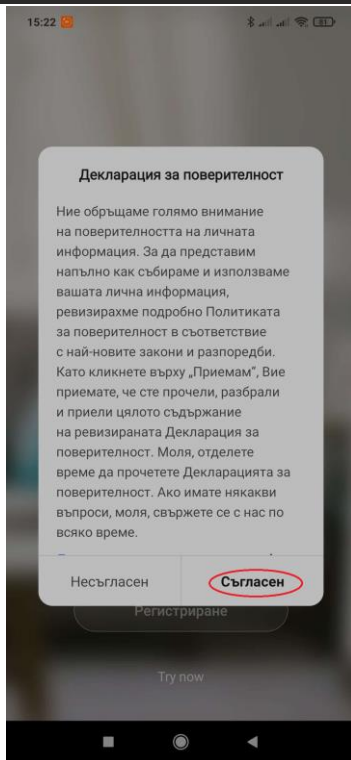 15:22
81
Декларация за поверителност
Ние обръщаме голямо внимание
на поверителността на личната
информация. За да представим
напълно как събираме и използваме
вашата лична информация,
ревизирахме подробно Политиката
за поверителност в съответствие
с най-новите закони и разпоредби.
Като кликнете върху „Приемам", Вие
приемате, че сте прочели, разбрали
и приели цялото съдържание
на ревизираната Декларация за
поверителност. Моля, отделете
време да прочетете Декларацията за
поверителност. Ако имате някакви
въпроси, моля, свържете се с нас по
всяко време.
Несъгласен
Съгласен
Регистриране
Try now